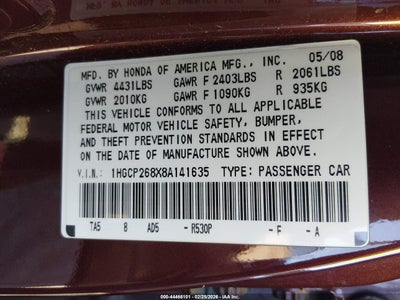 MFD. BY HONDA OF AMERICA MFG., INC. 05/08
GVWR 4431LBS GAWR F 2403LBS R 2061LBS
GVWR 2010KG GAWR F 1090KG R 935KG
THIS VEHICLE CONFORMS TO ALL APPLICABLE
FEDERAL MOTOR VEHICLE SAFETY, BUMPER,
AND THEFT PREVENTION STANDARDS IN EFFECT
ON THE DATE OF MANUFACTURE SHOWN ABOVE.
V.I.N.: 1HGCP268X8A141635 TYPE: PASSENGER CAR
TA5 8 AD5 - R530P - F - A
000-44468101 - 02/25/2026 - IAA Inc.